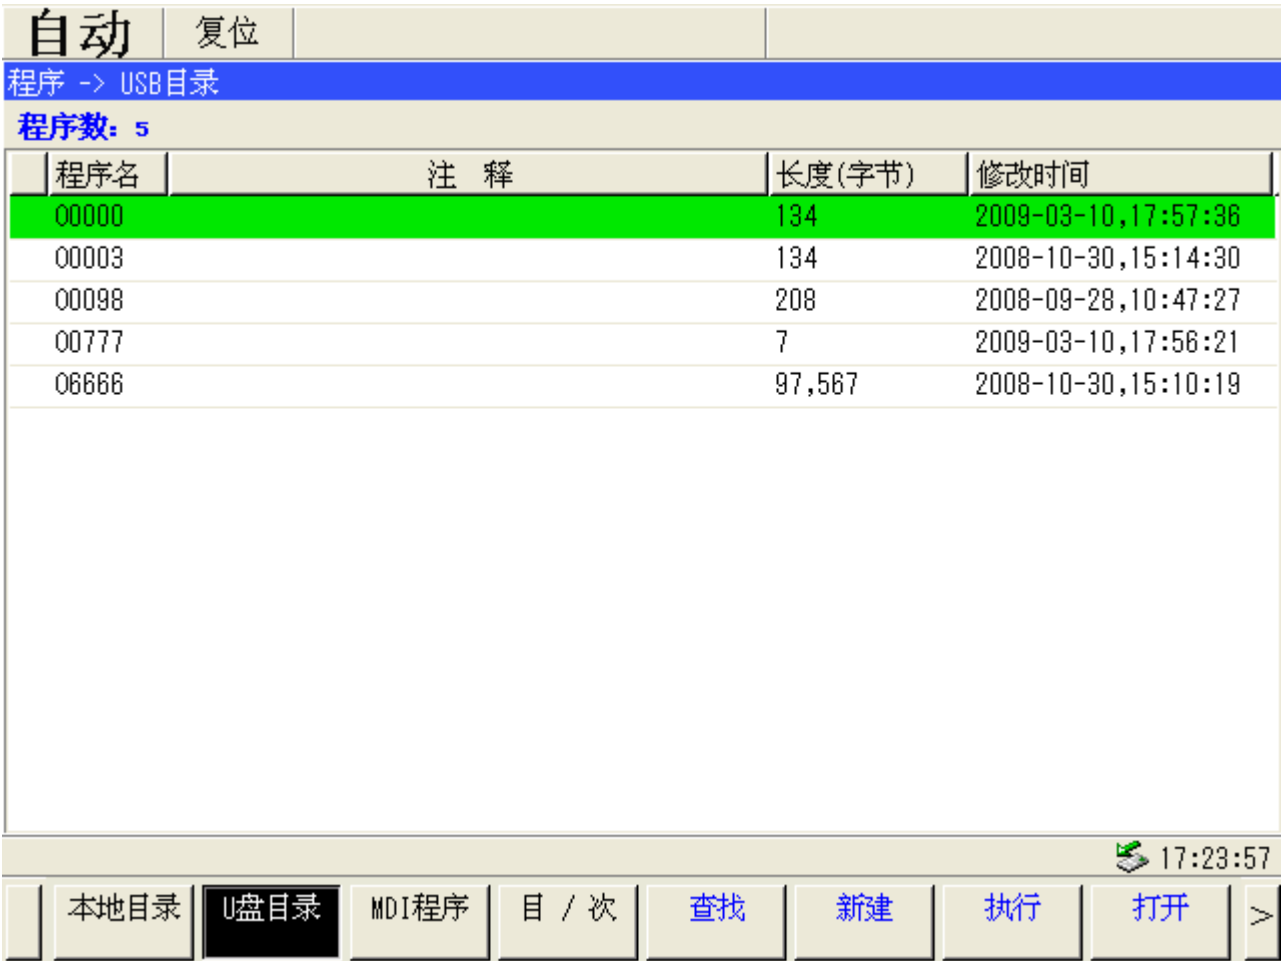 自动 复位
程序 -> USB目录
程序数: 5
程序名 注 释 长度(字节) 修改时间
O0000 134 2009-03-10,17:57:36
O0003 134 2008-10-30,15:14:30
O0098 208 2008-09-28,10:47:27
O0777 7 2009-03-10,17:56:21
O6666 97,567 2008-10-30,15:10:19
17:23:57
本地目录 U盘目录 MDI程序 目 / 次 查找 新建 执行 打开 >